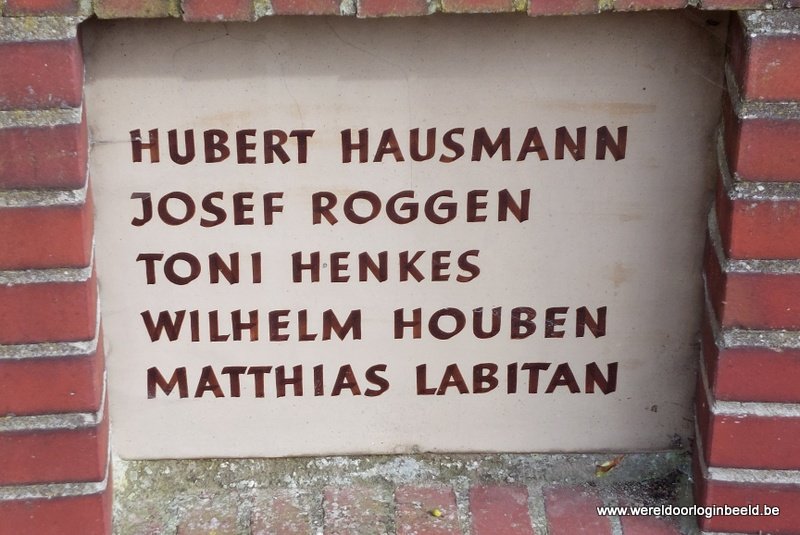 HUBERT HAUSMANN
JOSEF ROGGEN
TONI HENKES
WILHELM HOUBEN
MATTHIAS LABITAN
www.wereldoorloginbeeld.be